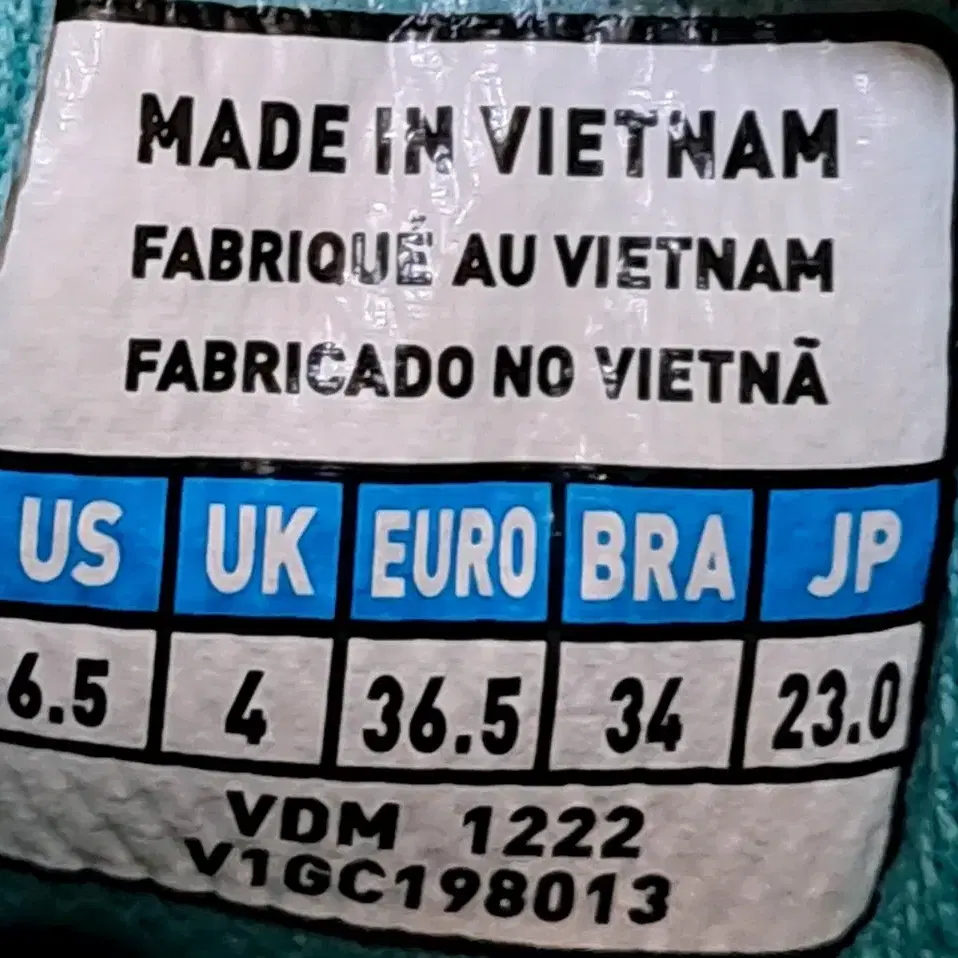 MADE IN VIETNAM
FABRIQUÉ AU VIETNAM
FABRICADO NO VIETNÃ
US UK EURO BRA JP
6.5 4 36.5 34 23.0
VDM 1222
V1GC198013